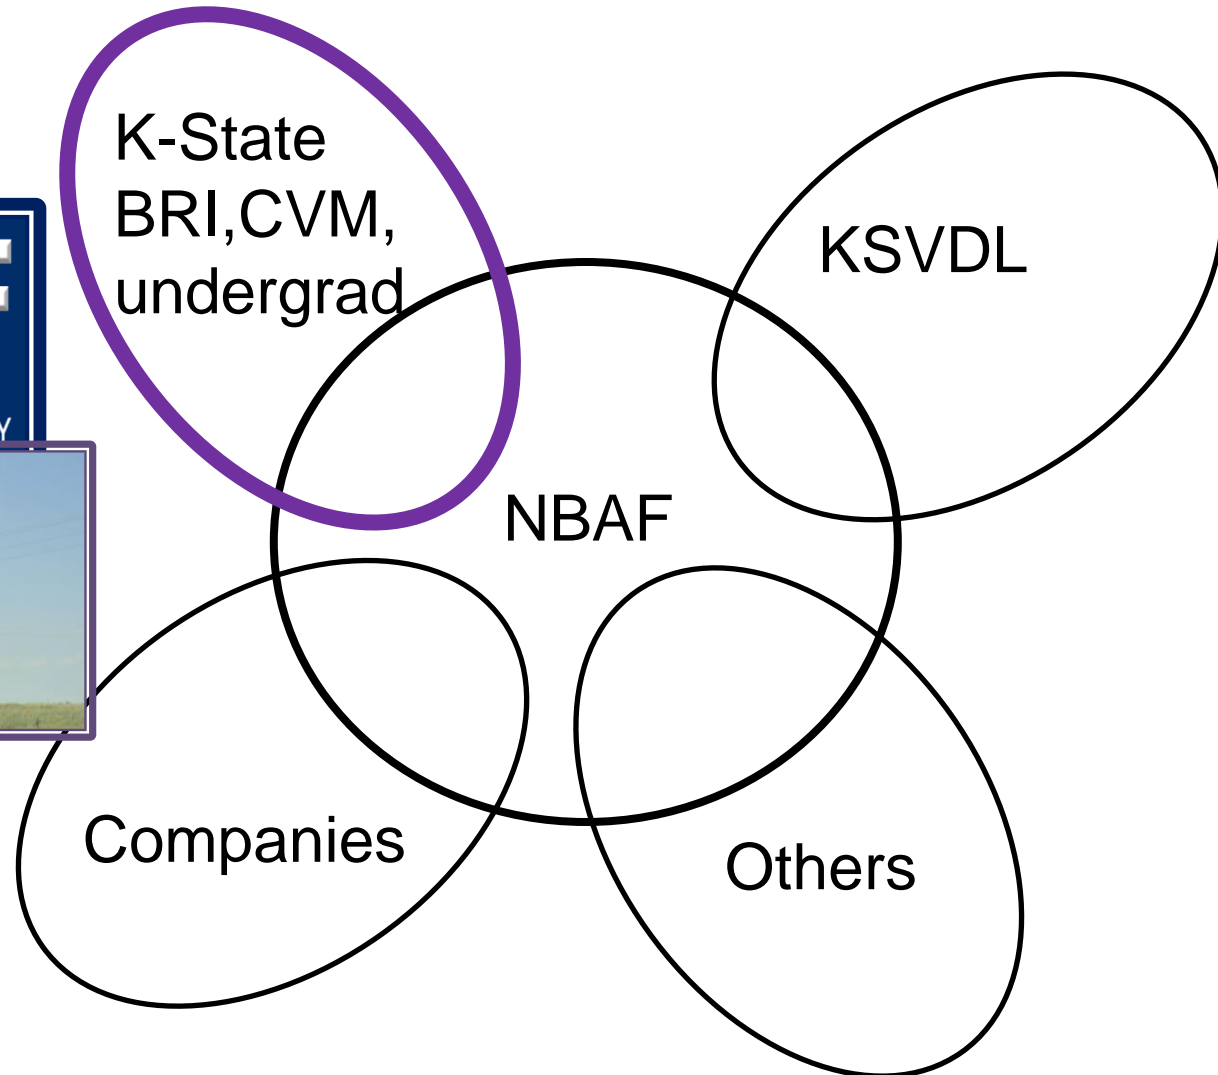 K-State
BRI,CVM,
undergrad
KSVDL
NBAF
Companies
Others